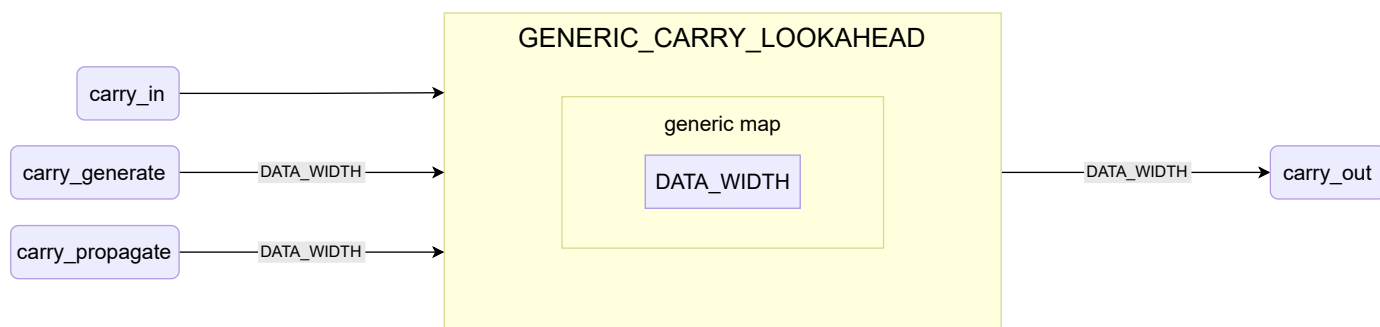 GENERIC_CARRY_LOOKAHEAD
carry_in
generic map
carry_generate
DATA_WIDTH
DATA_WIDTH
DATA_WIDTH
carry_out
carry_propagate
DATA_WIDTH